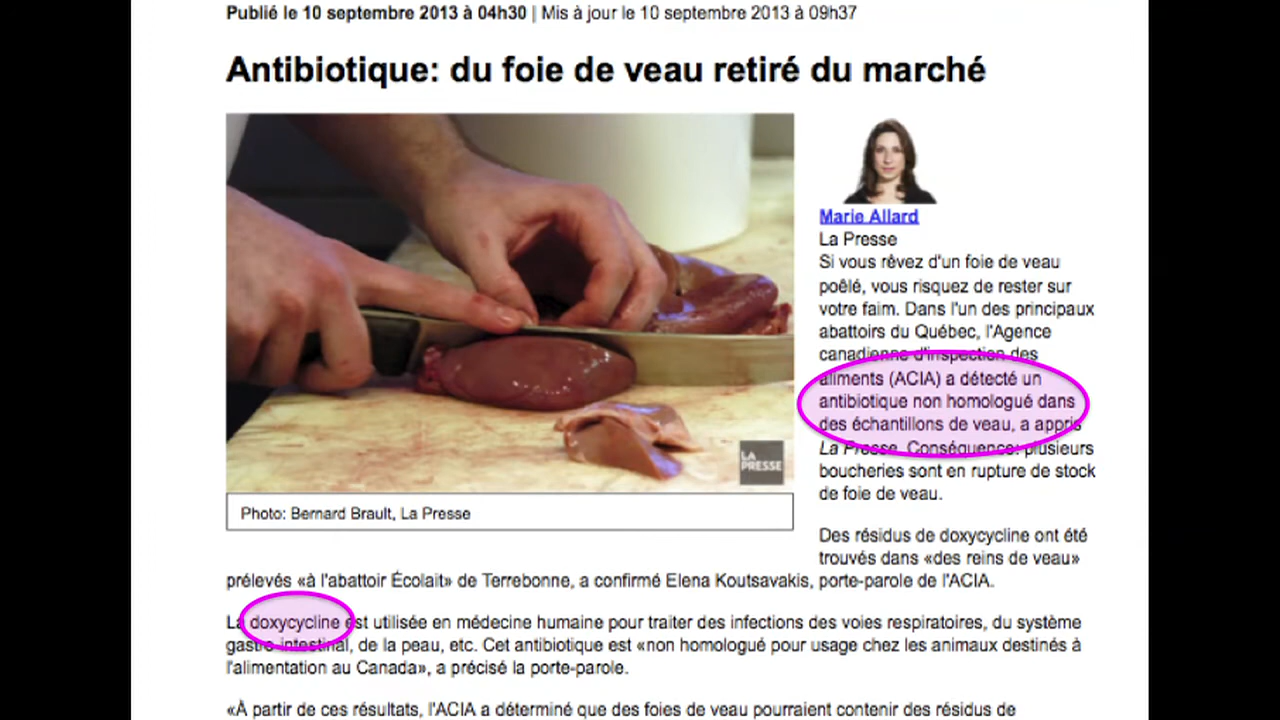 Publié le 10 septembre 2013 à 04h30 | Mis à jour le 10 septembre 2013 à 09h37
Antibiotique: du foie de veau retiré du marché
Marie Allard
La Presse
Si vous rêvez d'un foie de veau
poêlé, vous risquez de rester sur
votre faim. Dans l'un des principaux
abattoirs du Québec, l'Agence
canadienne d'inspection des
aliments (ACIA) a détecté un
antibiotique non homologué dans
des échantillons de veau, a appris
La Presse. Conséquence: plusieurs
boucheries sont en rupture de stock
de foie de veau.
LA
PRESSE
Photo: Bernard Brault, La Presse
Des résidus de doxycycline ont été
trouvés dans «des reins de veau»
prélevés «à l'abattoir Écolait» de Terrebonne, a confirmé Elena Koutsavakis, porte-parole de l'ACIA.
La doxycycline est utilisée en médecine humaine pour traiter des infections des voies respiratoires, du système
gastro-intestinal, de la peau, etc. Cet antibiotique est «non homologué pour usage chez les animaux destinés à
l'alimentation au Canada», a précisé la porte-parole.
«À partir de ces résultats, l'ACIA a déterminé que des foies de veau pourraient contenir des résidus de